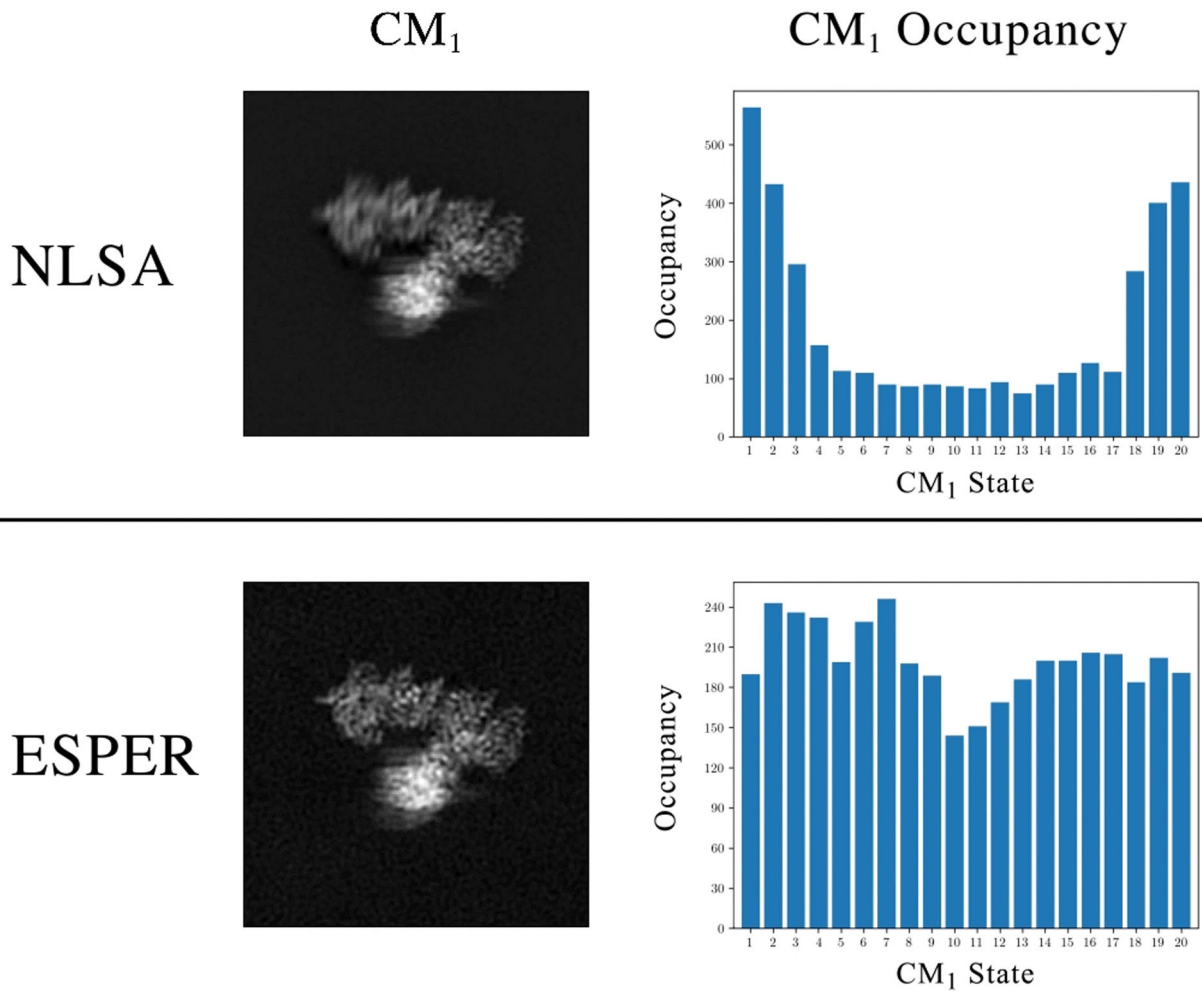 CM₁
CM₁ Occupancy
NLSA
Occupancy
500
400
300
200
100
0
1 2 3 4 5 6 7 8 9 10 11 12 13 14 15 16 17 18 19 20
CM₁ State
ESPER
Occupancy
240
210
180
150
120
90
60
30
0
1 2 3 4 5 6 7 8 9 10 11 12 13 14 15 16 17 18 19 20
CM₁ State